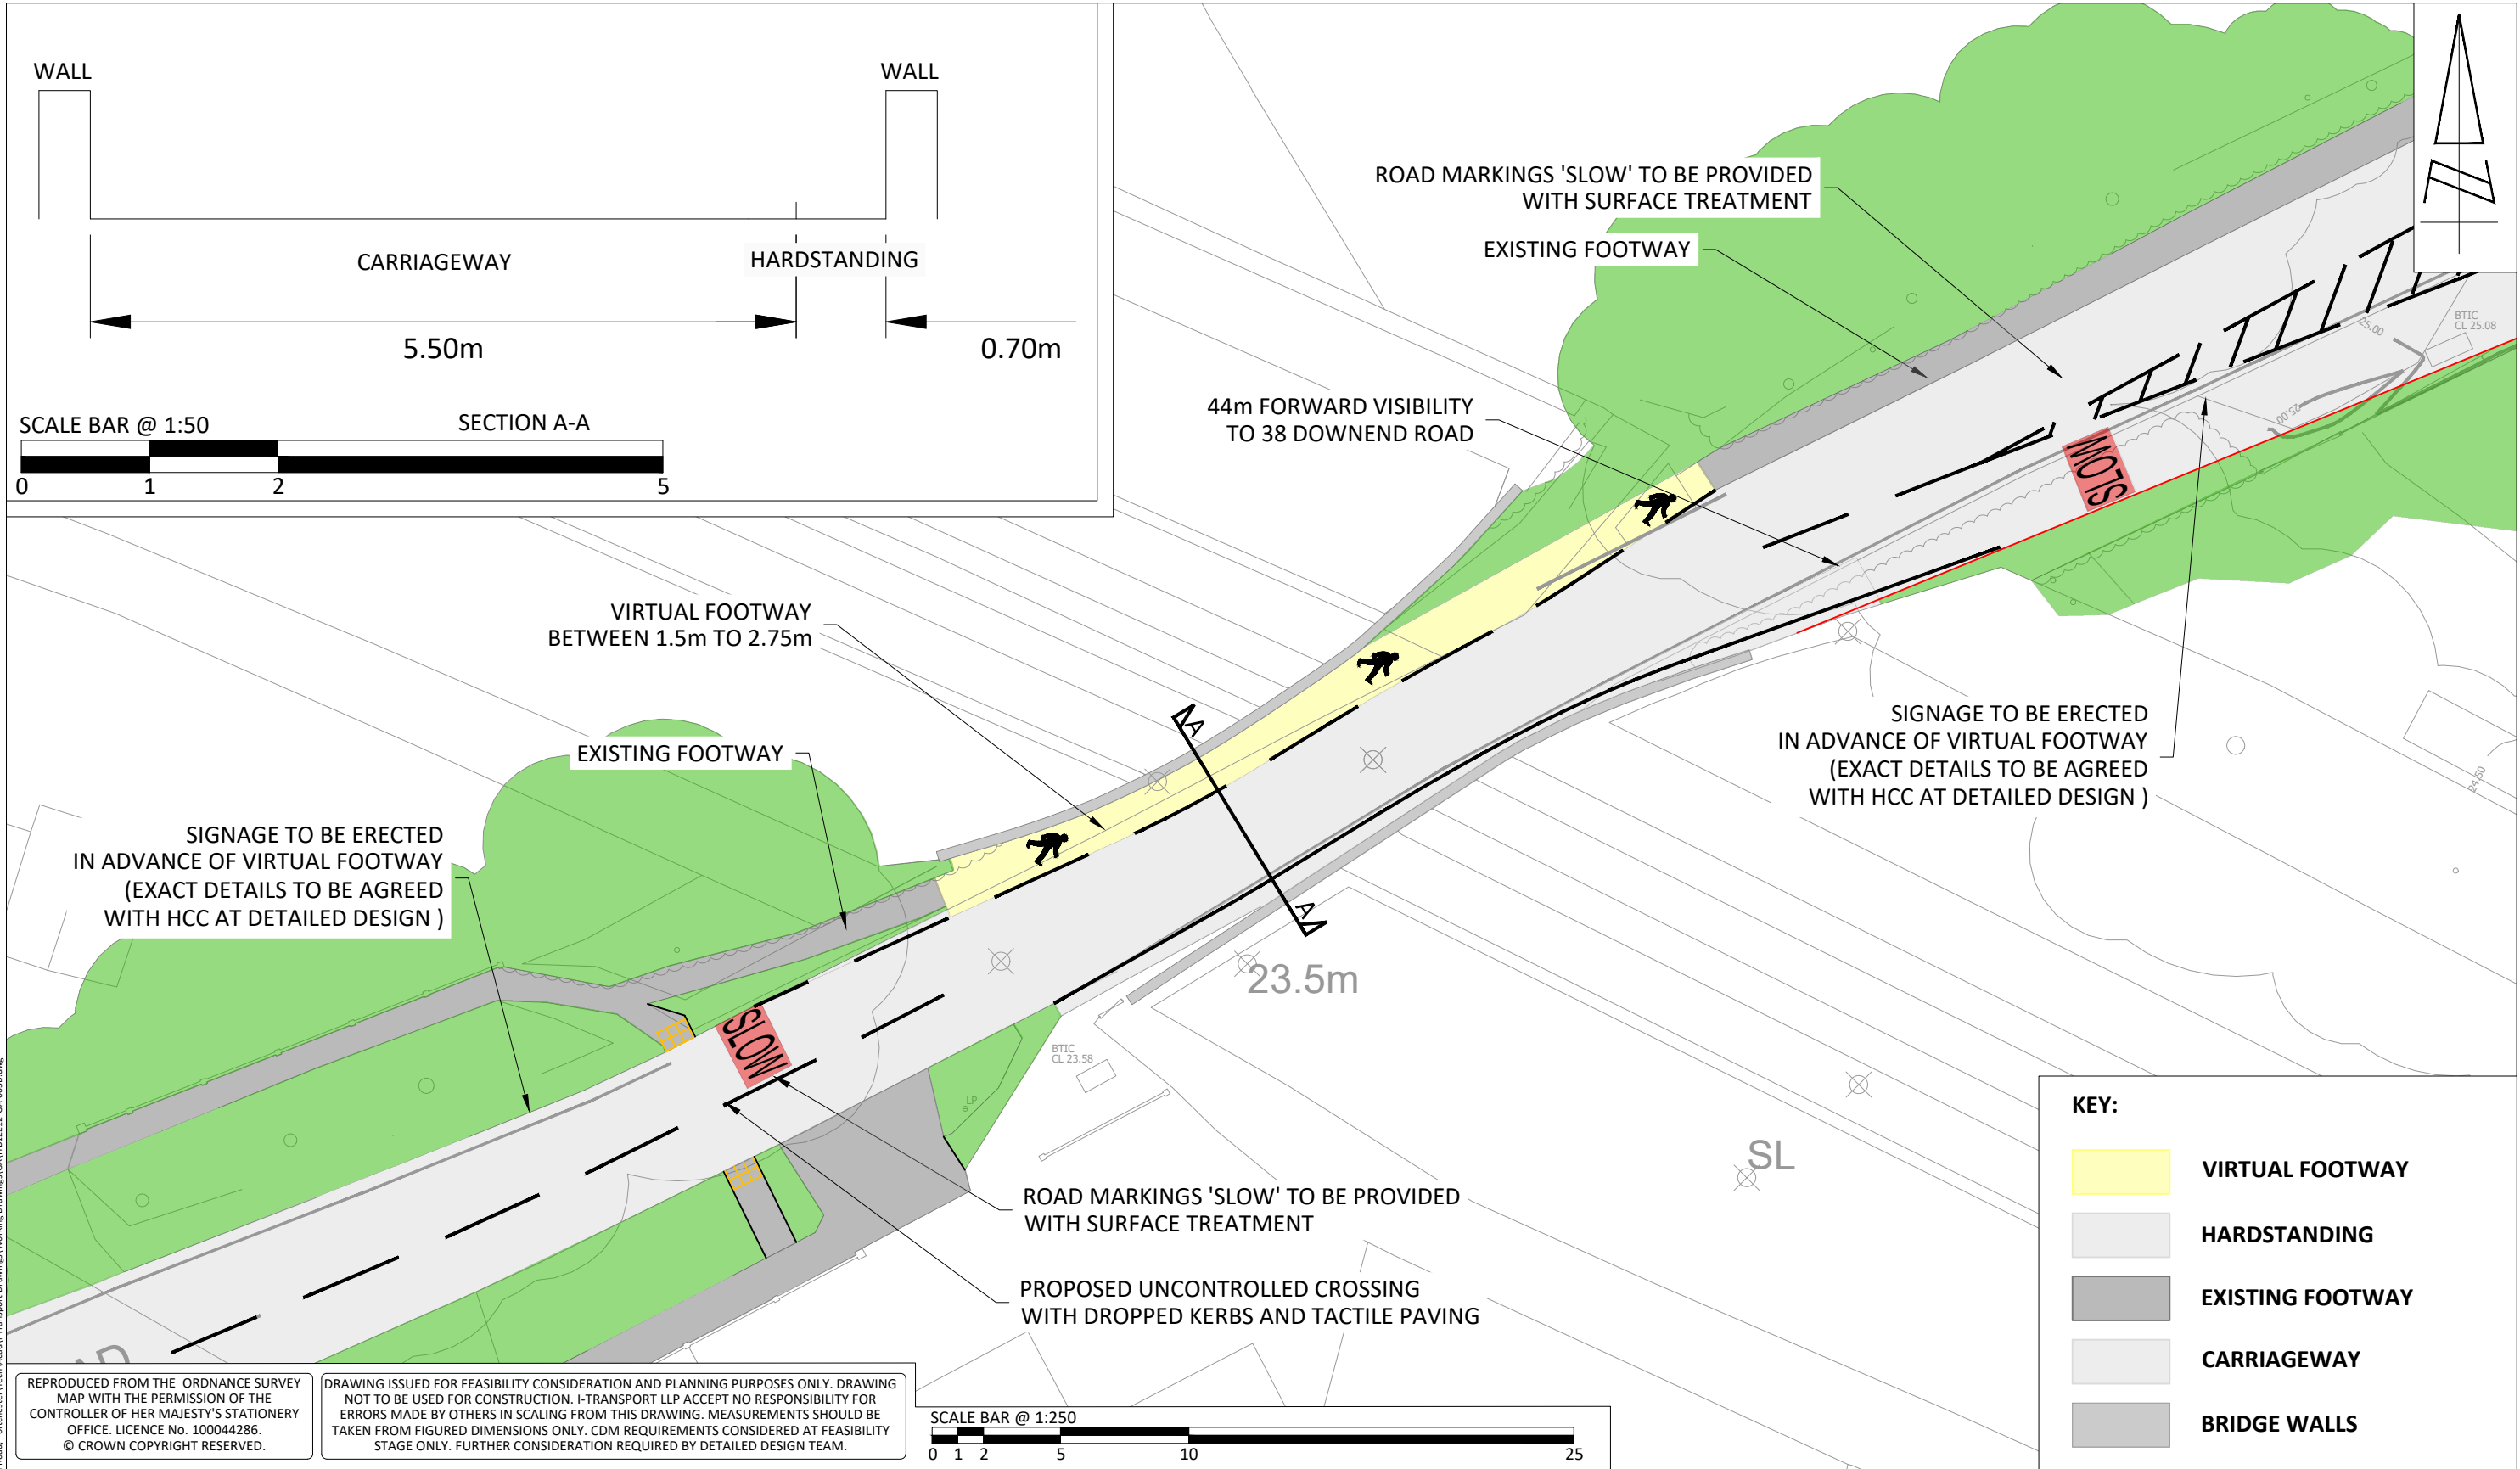 WALL
WALL
CARRIAGEWAY
HARDSTANDING
5.50m
0.70m
SCALE BAR @ 1:50
SECTION A-A
0 1 2 5
ROAD MARKINGS 'SLOW' TO BE PROVIDED
WITH SURFACE TREATMENT
EXISTING FOOTWAY
44m FORWARD VISIBILITY
TO 38 DOWNEND ROAD
BTIC
CL 25.08
25.00
25.00
SLOW
VIRTUAL FOOTWAY
BETWEEN 1.5m TO 2.75m
EXISTING FOOTWAY
A
A
SIGNAGE TO BE ERECTED
IN ADVANCE OF VIRTUAL FOOTWAY
(EXACT DETAILS TO BE AGREED
WITH HCC AT DETAILED DESIGN )
24.50
SIGNAGE TO BE ERECTED
IN ADVANCE OF VIRTUAL FOOTWAY
(EXACT DETAILS TO BE AGREED
WITH HCC AT DETAILED DESIGN )
23.5m
SLOW
BTIC
CL 23.58
LP
SL
ROAD MARKINGS 'SLOW' TO BE PROVIDED
WITH SURFACE TREATMENT
PROPOSED UNCONTROLLED CROSSING
WITH DROPPED KERBS AND TACTILE PAVING
KEY:
VIRTUAL FOOTWAY
HARDSTANDING
EXISTING FOOTWAY
CARRIAGEWAY
BRIDGE WALLS
REPRODUCED FROM THE ORDNANCE SURVEY
MAP WITH THE PERMISSION OF THE
CONTROLLER OF HER MAJESTY'S STATIONERY
OFFICE. LICENCE No. 100044286.
© CROWN COPYRIGHT RESERVED.
DRAWING ISSUED FOR FEASIBILITY CONSIDERATION AND PLANNING PURPOSES ONLY. DRAWING
NOT TO BE USED FOR CONSTRUCTION. I-TRANSPORT LLP ACCEPT NO RESPONSIBILITY FOR
ERRORS MADE BY OTHERS IN SCALING FROM THIS DRAWING. MEASUREMENTS SHOULD BE
TAKEN FROM FIGURED DIMENSIONS ONLY. CDM REQUIREMENTS CONSIDERED AT FEASIBILITY
STAGE ONLY. FURTHER CONSIDERATION REQUIRED BY DETAILED DESIGN TEAM.
SCALE BAR @ 1:250
0 1 2 5 10 25